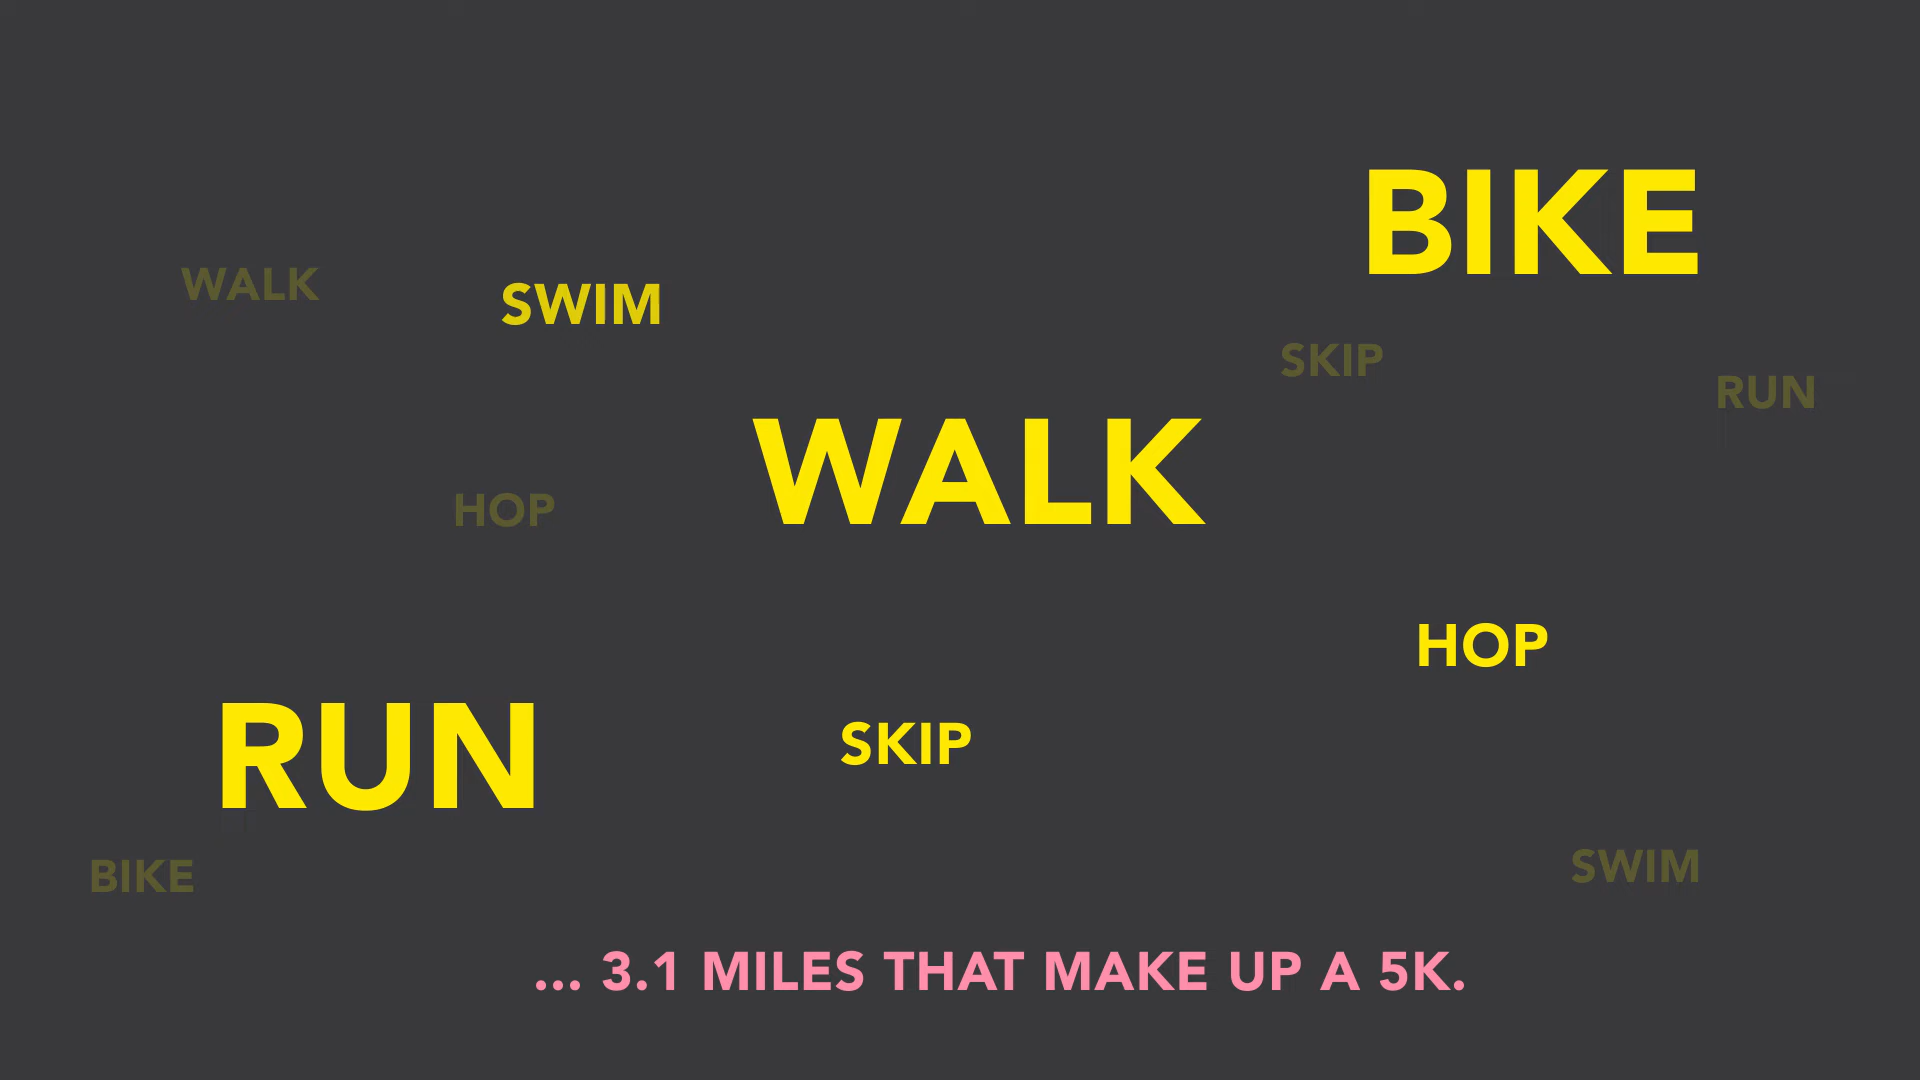 BIKE
WALK
SWIM
SKIP
RUN
WALK
HOP
HOP
RUN
SKIP
BIKE
SWIM
... 3.1 MILES THAT MAKE UP A 5K.